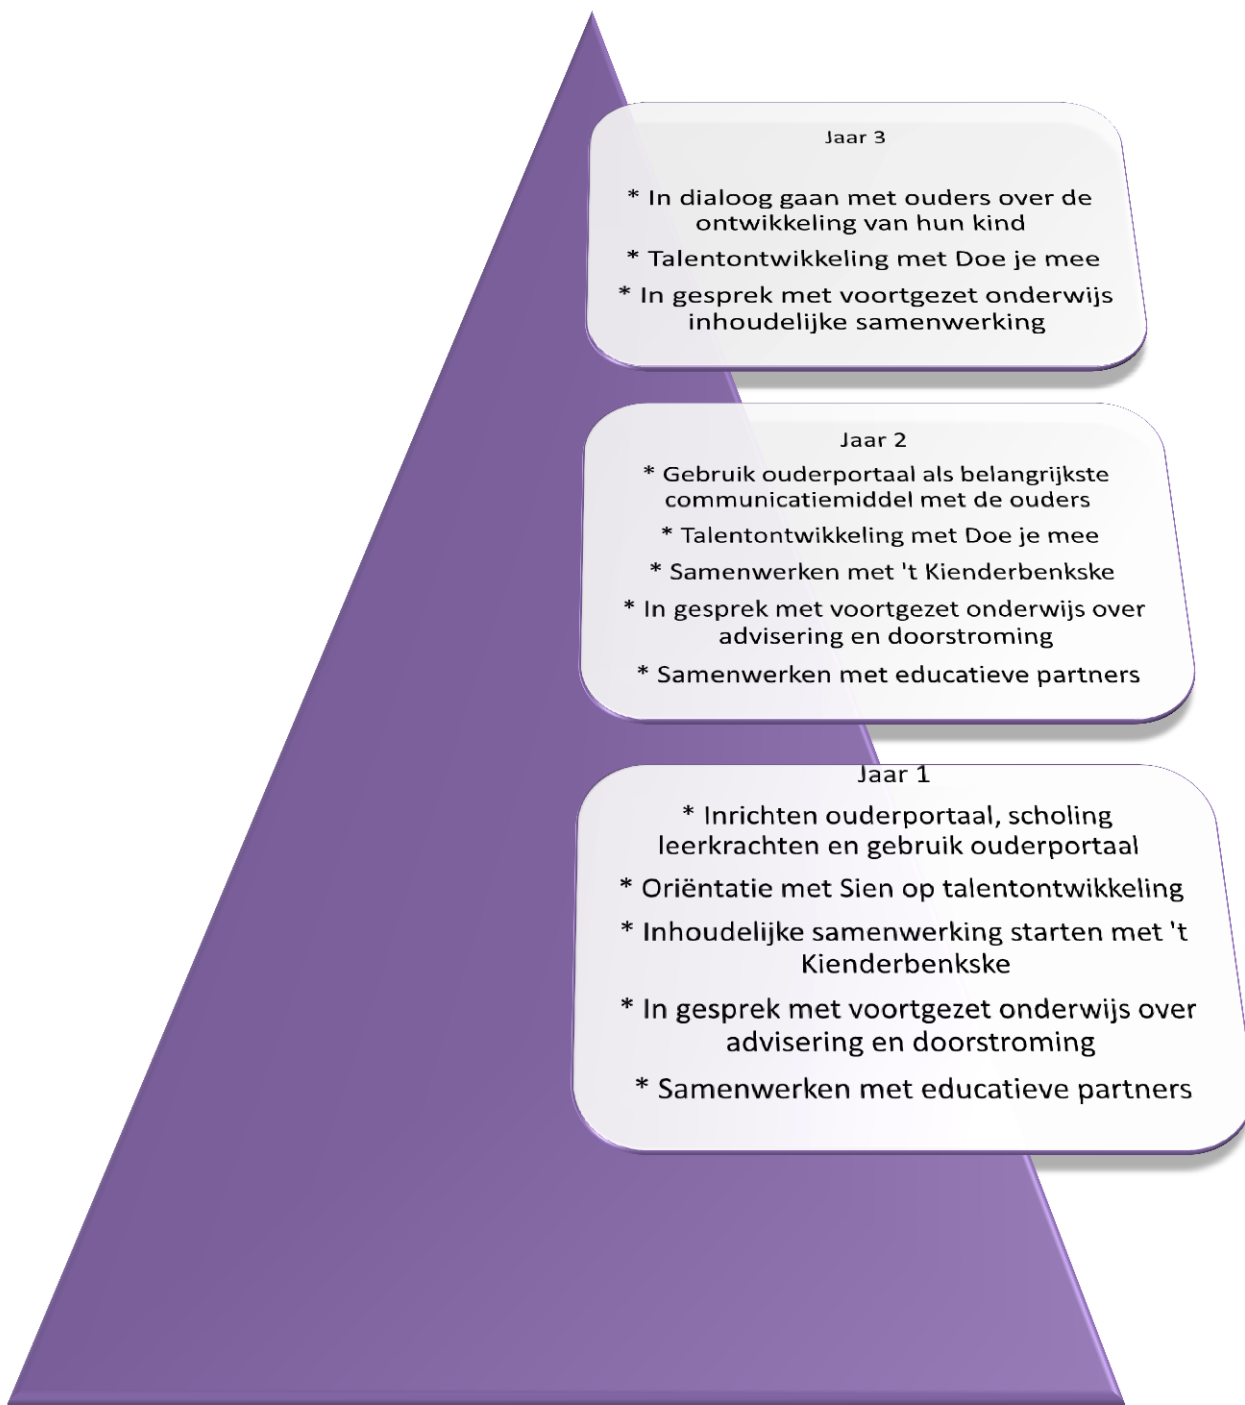 Jaar 3
* In dialoog gaan met ouders over de
ontwikkeling van hun kind
* Talentontwikkeling met Doe je mee
* In gesprek met voortgezet onderwijs
inhoudelijke samenwerking
Jaar 2
* Gebruik ouderportaal als belangrijkste
communicatiemiddel met de ouders
* Talentontwikkeling met Doe je mee
* Samenwerken met 't Kienderbenkske
* In gesprek met voortgezet onderwijs over
advisering en doorstroming
* Samenwerken met educatieve partners
Jaar 1
* Inrichten ouderportaal, scholing
leerkrachten en gebruik ouderportaal
* Oriëntatie met Sien op talentontwikkeling
* Inhoudelijke samenwerking starten met 't
Kienderbenkske
* In gesprek met voortgezet onderwijs over
advisering en doorstroming
* Samenwerken met educatieve partners